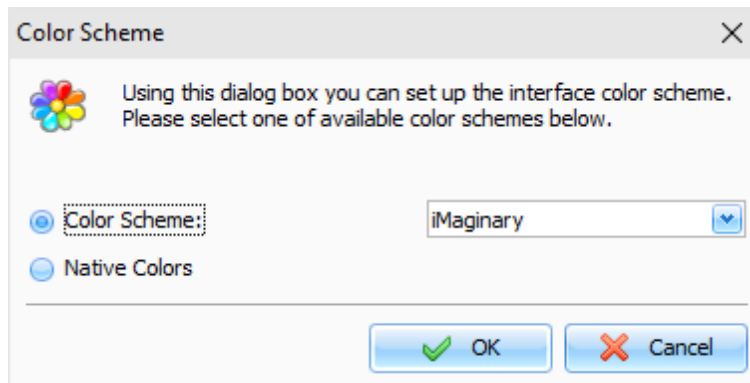 Color Scheme
Using this dialog box you can set up the interface color scheme.
Please select one of available color schemes below.
Color Scheme: iMaginary
Native Colors
OK Cancel